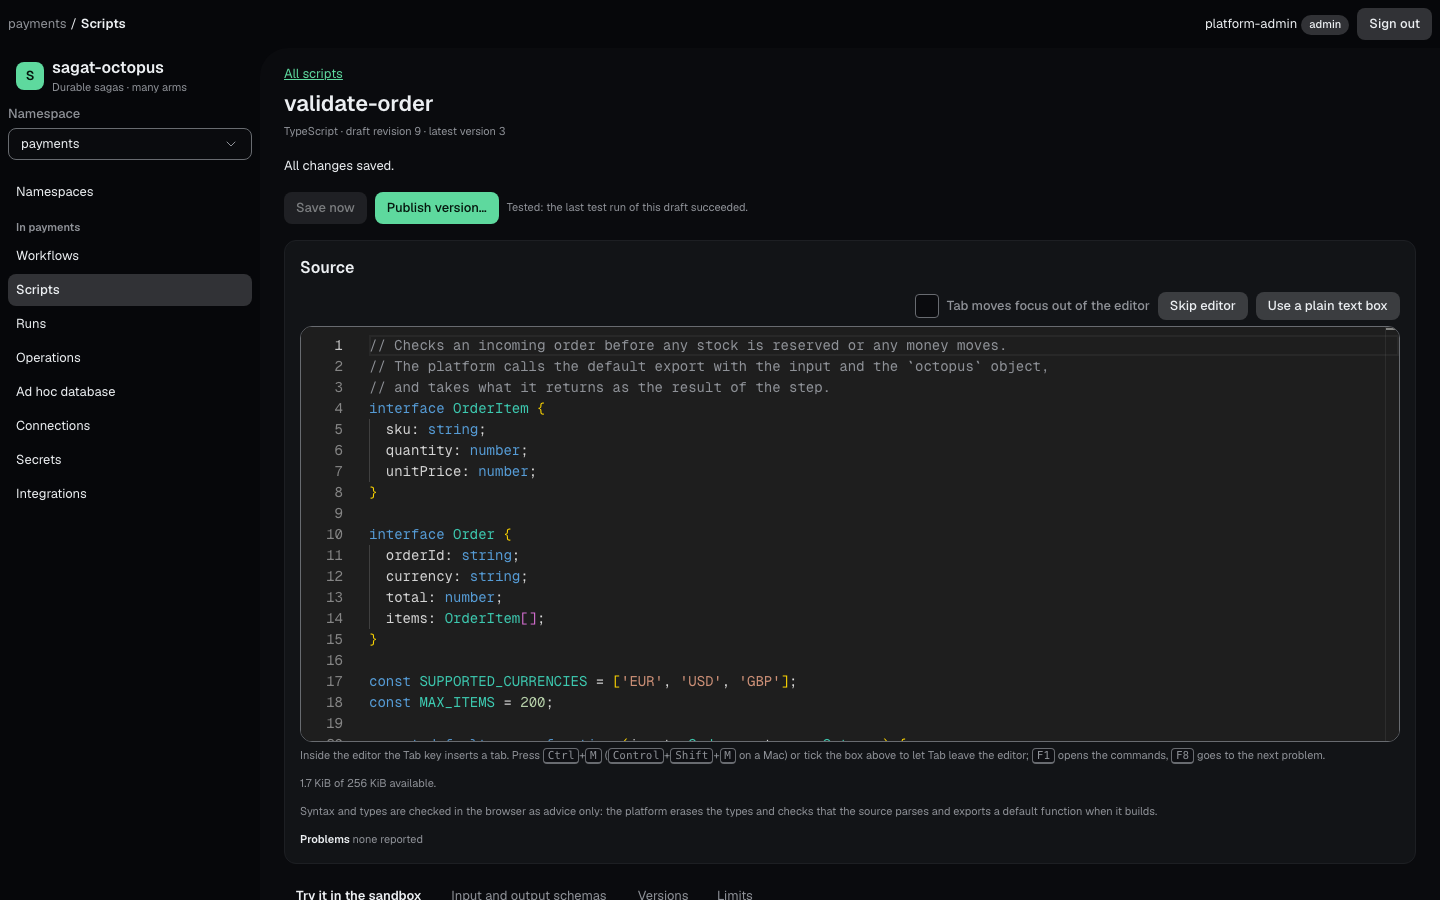 payments / Scripts
platform-admin admin Sign out
S sagat-octopus
Durable sagas · many arms
Namespace
payments
Namespaces
In payments
Workflows
Scripts
Runs
Operations
Ad hoc database
Connections
Secrets
Integrations
All scripts
validate-order
TypeScript · draft revision 9 · latest version 3
All changes saved.
Save now Publish version... Tested: the last test run of this draft succeeded.
Source
Tab moves focus out of the editor Skip editor Use a plain text box
1 // Checks an incoming order before any stock is reserved or any money moves.
2 // The platform calls the default export with the input and the `octopus` object,
3 // and takes what it returns as the result of the step.
4 interface OrderItem {
5 sku: string;
6 quantity: number;
7 unitPrice: number;
8 }
9
10 interface Order {
11 orderId: string;
12 currency: string;
13 total: number;
14 items: OrderItem[];
15 }
16
17 const SUPPORTED_CURRENCIES = ['EUR', 'USD', 'GBP'];
18 const MAX_ITEMS = 200;
19
Inside the editor the Tab key inserts a tab. Press Ctrl+M (Control+Shift+M on a Mac) or tick the box above to let Tab leave the editor; F1 opens the commands, F8 goes to the next problem.
1.7 KiB of 256 KiB available.
Syntax and types are checked in the browser as advice only: the platform erases the types and checks that the source parses and exports a default function when it builds.
Problems none reported
Try it in the sandbox Input and output schemas Versions Limits